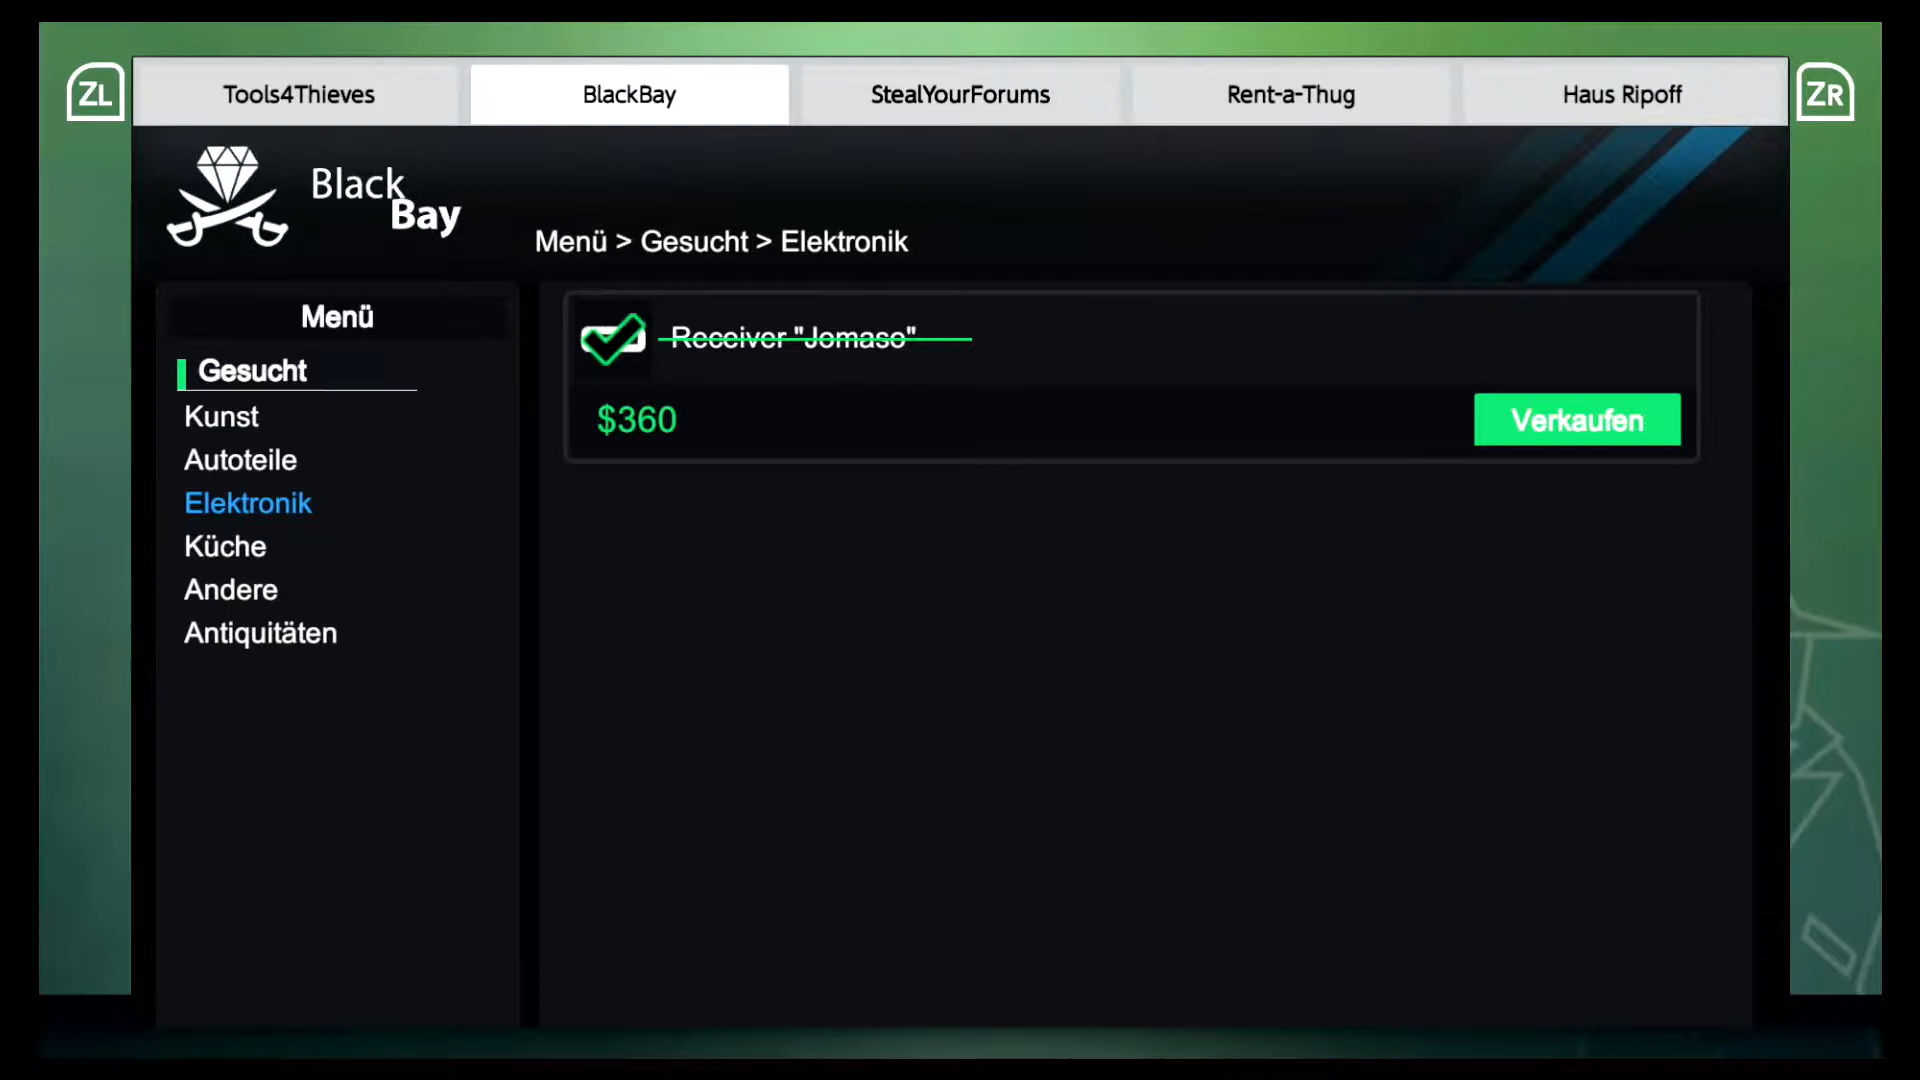 ZL
Tools4Thieves
BlackBay
StealYourForums
Rent-a-Thug
Haus Ripoff
ZR
Black
Bay
Menü > Gesucht > Elektronik
Menü
Gesucht
Kunst
Autoteile
Elektronik
Küche
Andere
Antiquitäten
Receiver "Jomaso"
$360
Verkaufen